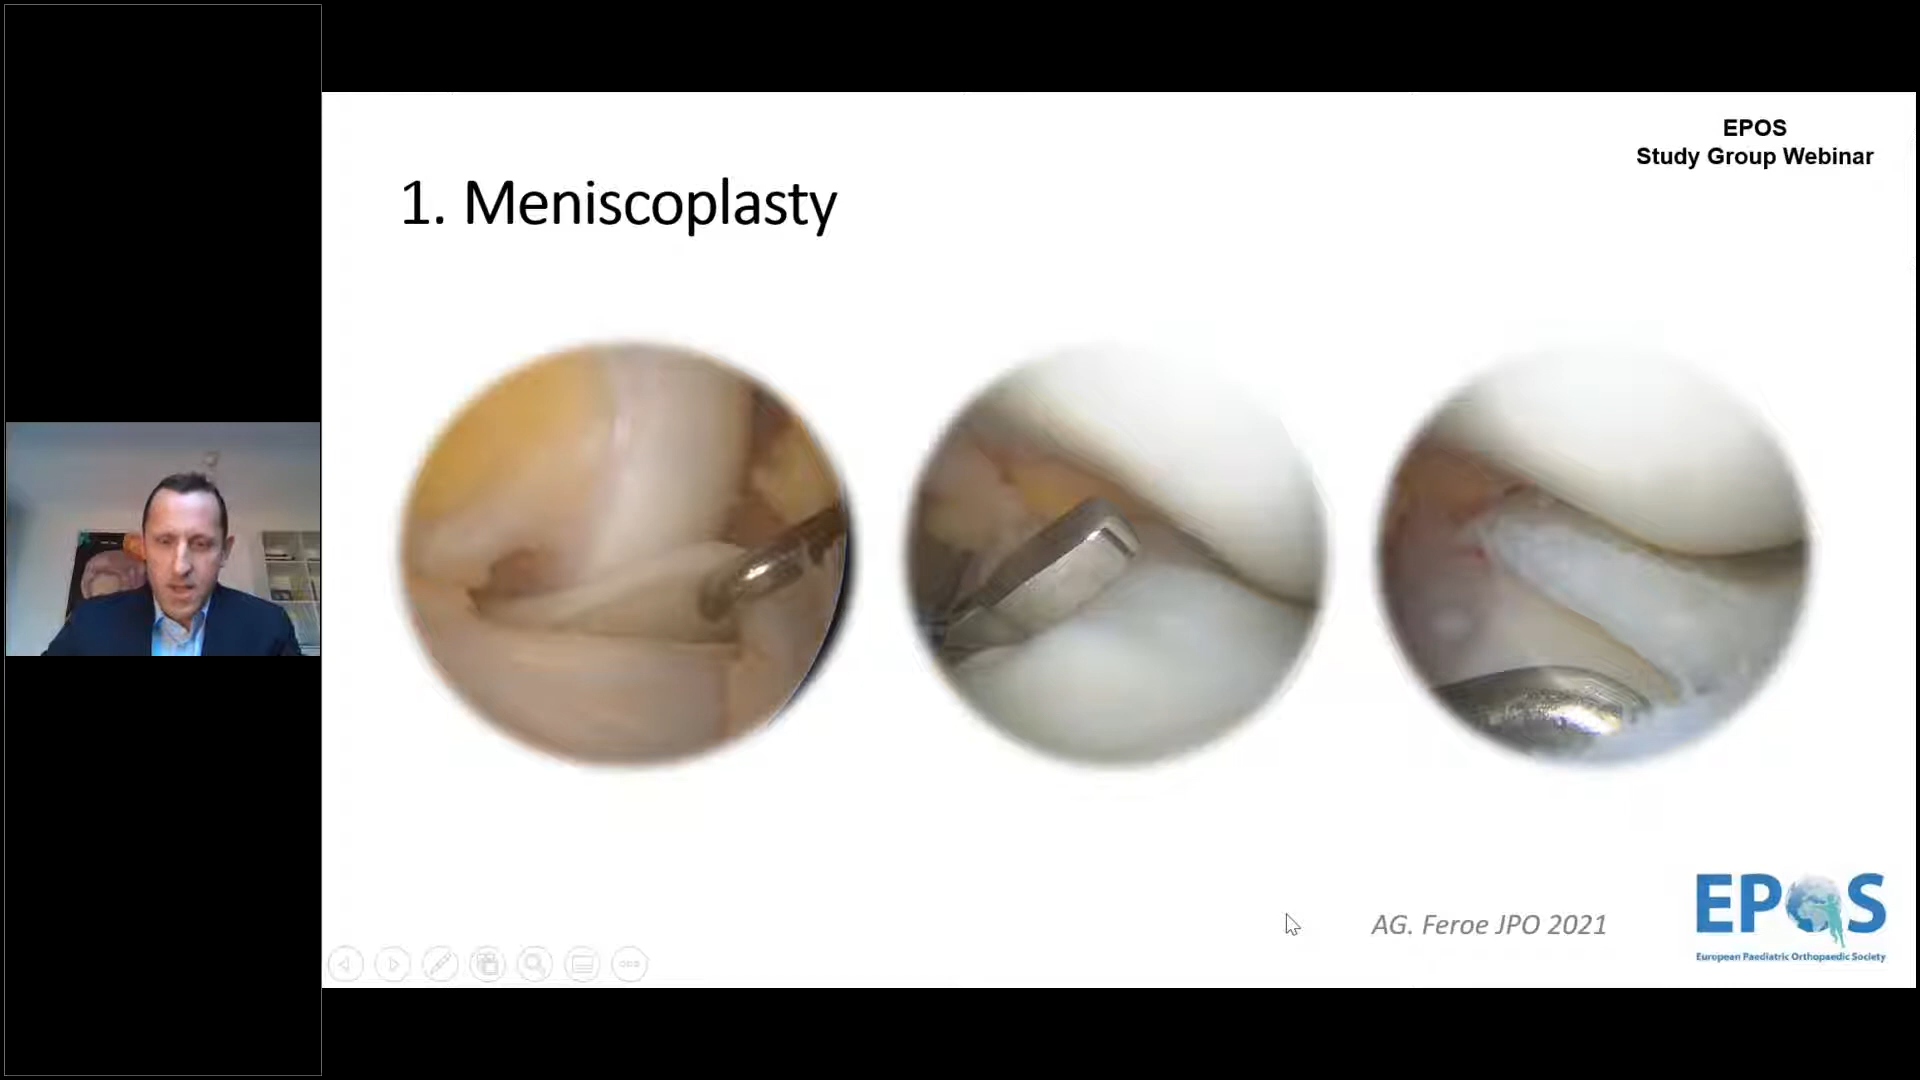 EPOS
Study Group Webinar
1. Meniscoplasty
AG. Feroe JPO 2021
EPOS
European Paediatric Orthopaedic Society